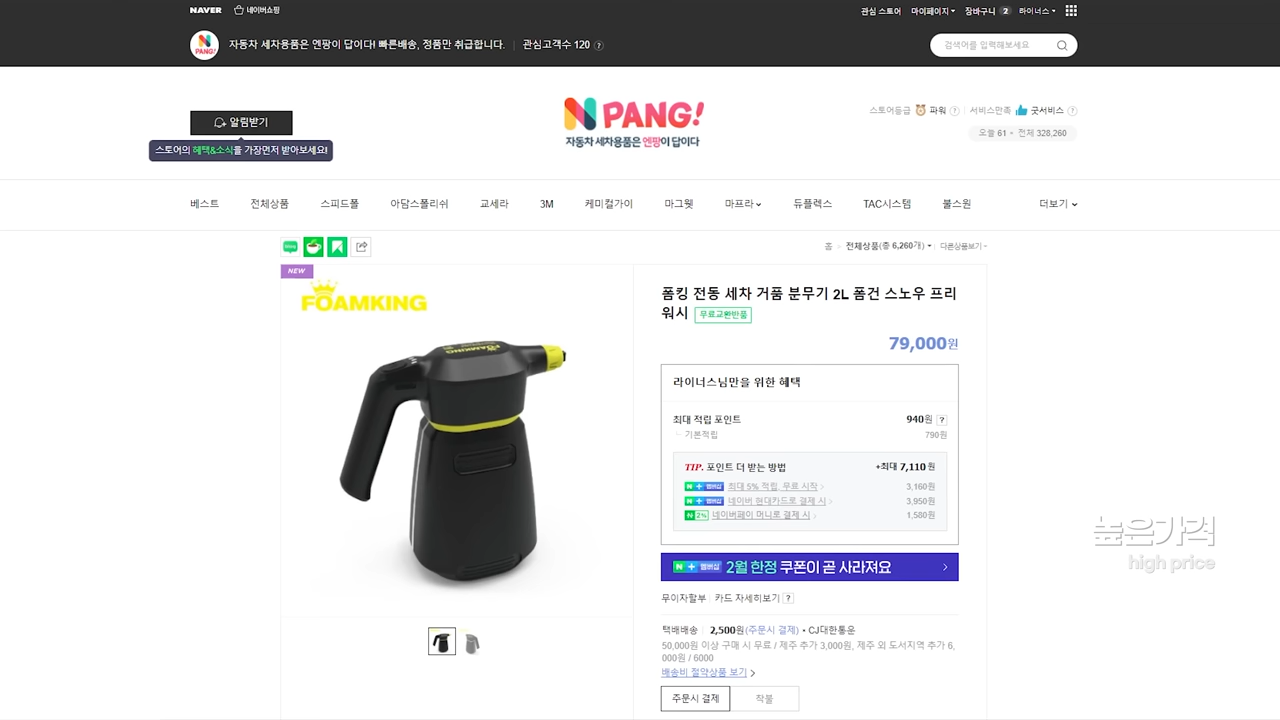 NAVER 네이버쇼핑
관심 스토어 마이페이지 장바구니 2 라이너스
N PANG! 자동차 세차용품은 엔팡이 답이다! 빠른배송, 정품만 취급합니다. 관심고객수 120 ?
검색어를 입력해보세요
알림받기
스토어의 혜택&소식을 가장먼저 받아보세요!
N PANG!
자동차 세차용품은 엔팡이 답이다
스토어등급 파워 ? 서비스만족 굿서비스 ?
오늘 61 • 전체 328,260
베스트 전체상품 스피드폴 아담스폴리쉬 교세라 3M 케미컬가이 마그웻 마프라 듀플렉스 TAC시스템 불스원 더보기
홈 전체상품(총 6,260개) 다른상품보기
NEW
FOAMKING
FOAMKING
폼킹 전동 세차 거품 분무기 2L 폼건 스노우 프리
워시 무료교환반품
79,000원
라이너스님만을 위한 혜택
최대 적립 포인트 940원 ?
기본적립 790원
TIP. 포인트 더 받는 방법 +최대 7,110원
N + 멤버십 최대 5% 적립, 무료 시작 3,160원
N + 멤버십 네이버 현대카드로 결제 시 3,950원
N 2% 네이버페이 머니로 결제 시 1,580원
N + 멤버십 2월 한정 쿠폰이 곧 사라져요
무이자할부 카드 자세히보기 ?
택배배송 2,500원(주문시 결제) • CJ대한통운
50,000원 이상 구매 시 무료 / 제주 추가 3,000원, 제주 외 도서지역 추가 6,
000원 / 6000
배송비 절약상품 보기
주문시 결제 착불
높은가격
high price